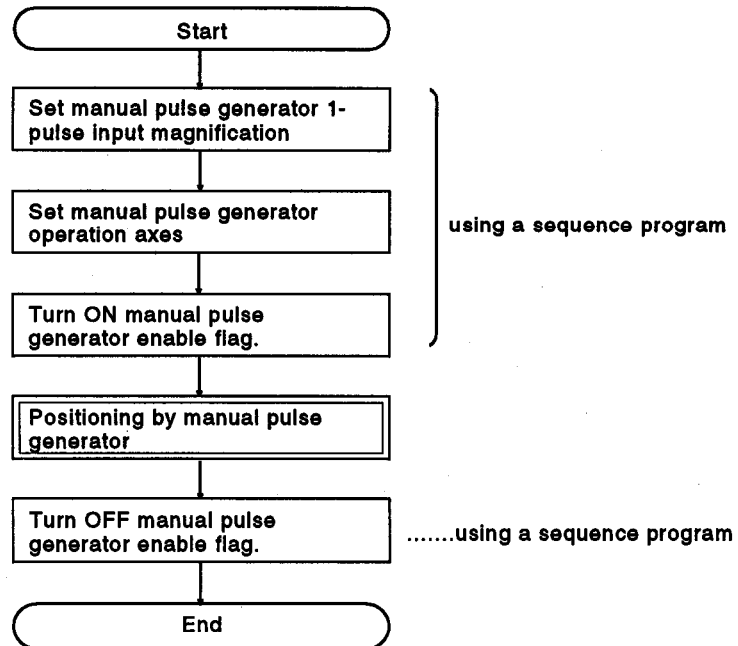 Start
Set manual pulse generator 1-
pulse input magnification
Set manual pulse generator
operation axes
using a sequence program
Turn ON manual pulse
generator enable flag.
Positioning by manual pulse
generator
Turn OFF manual pulse
generator enable flag.
.......using a sequence program
End